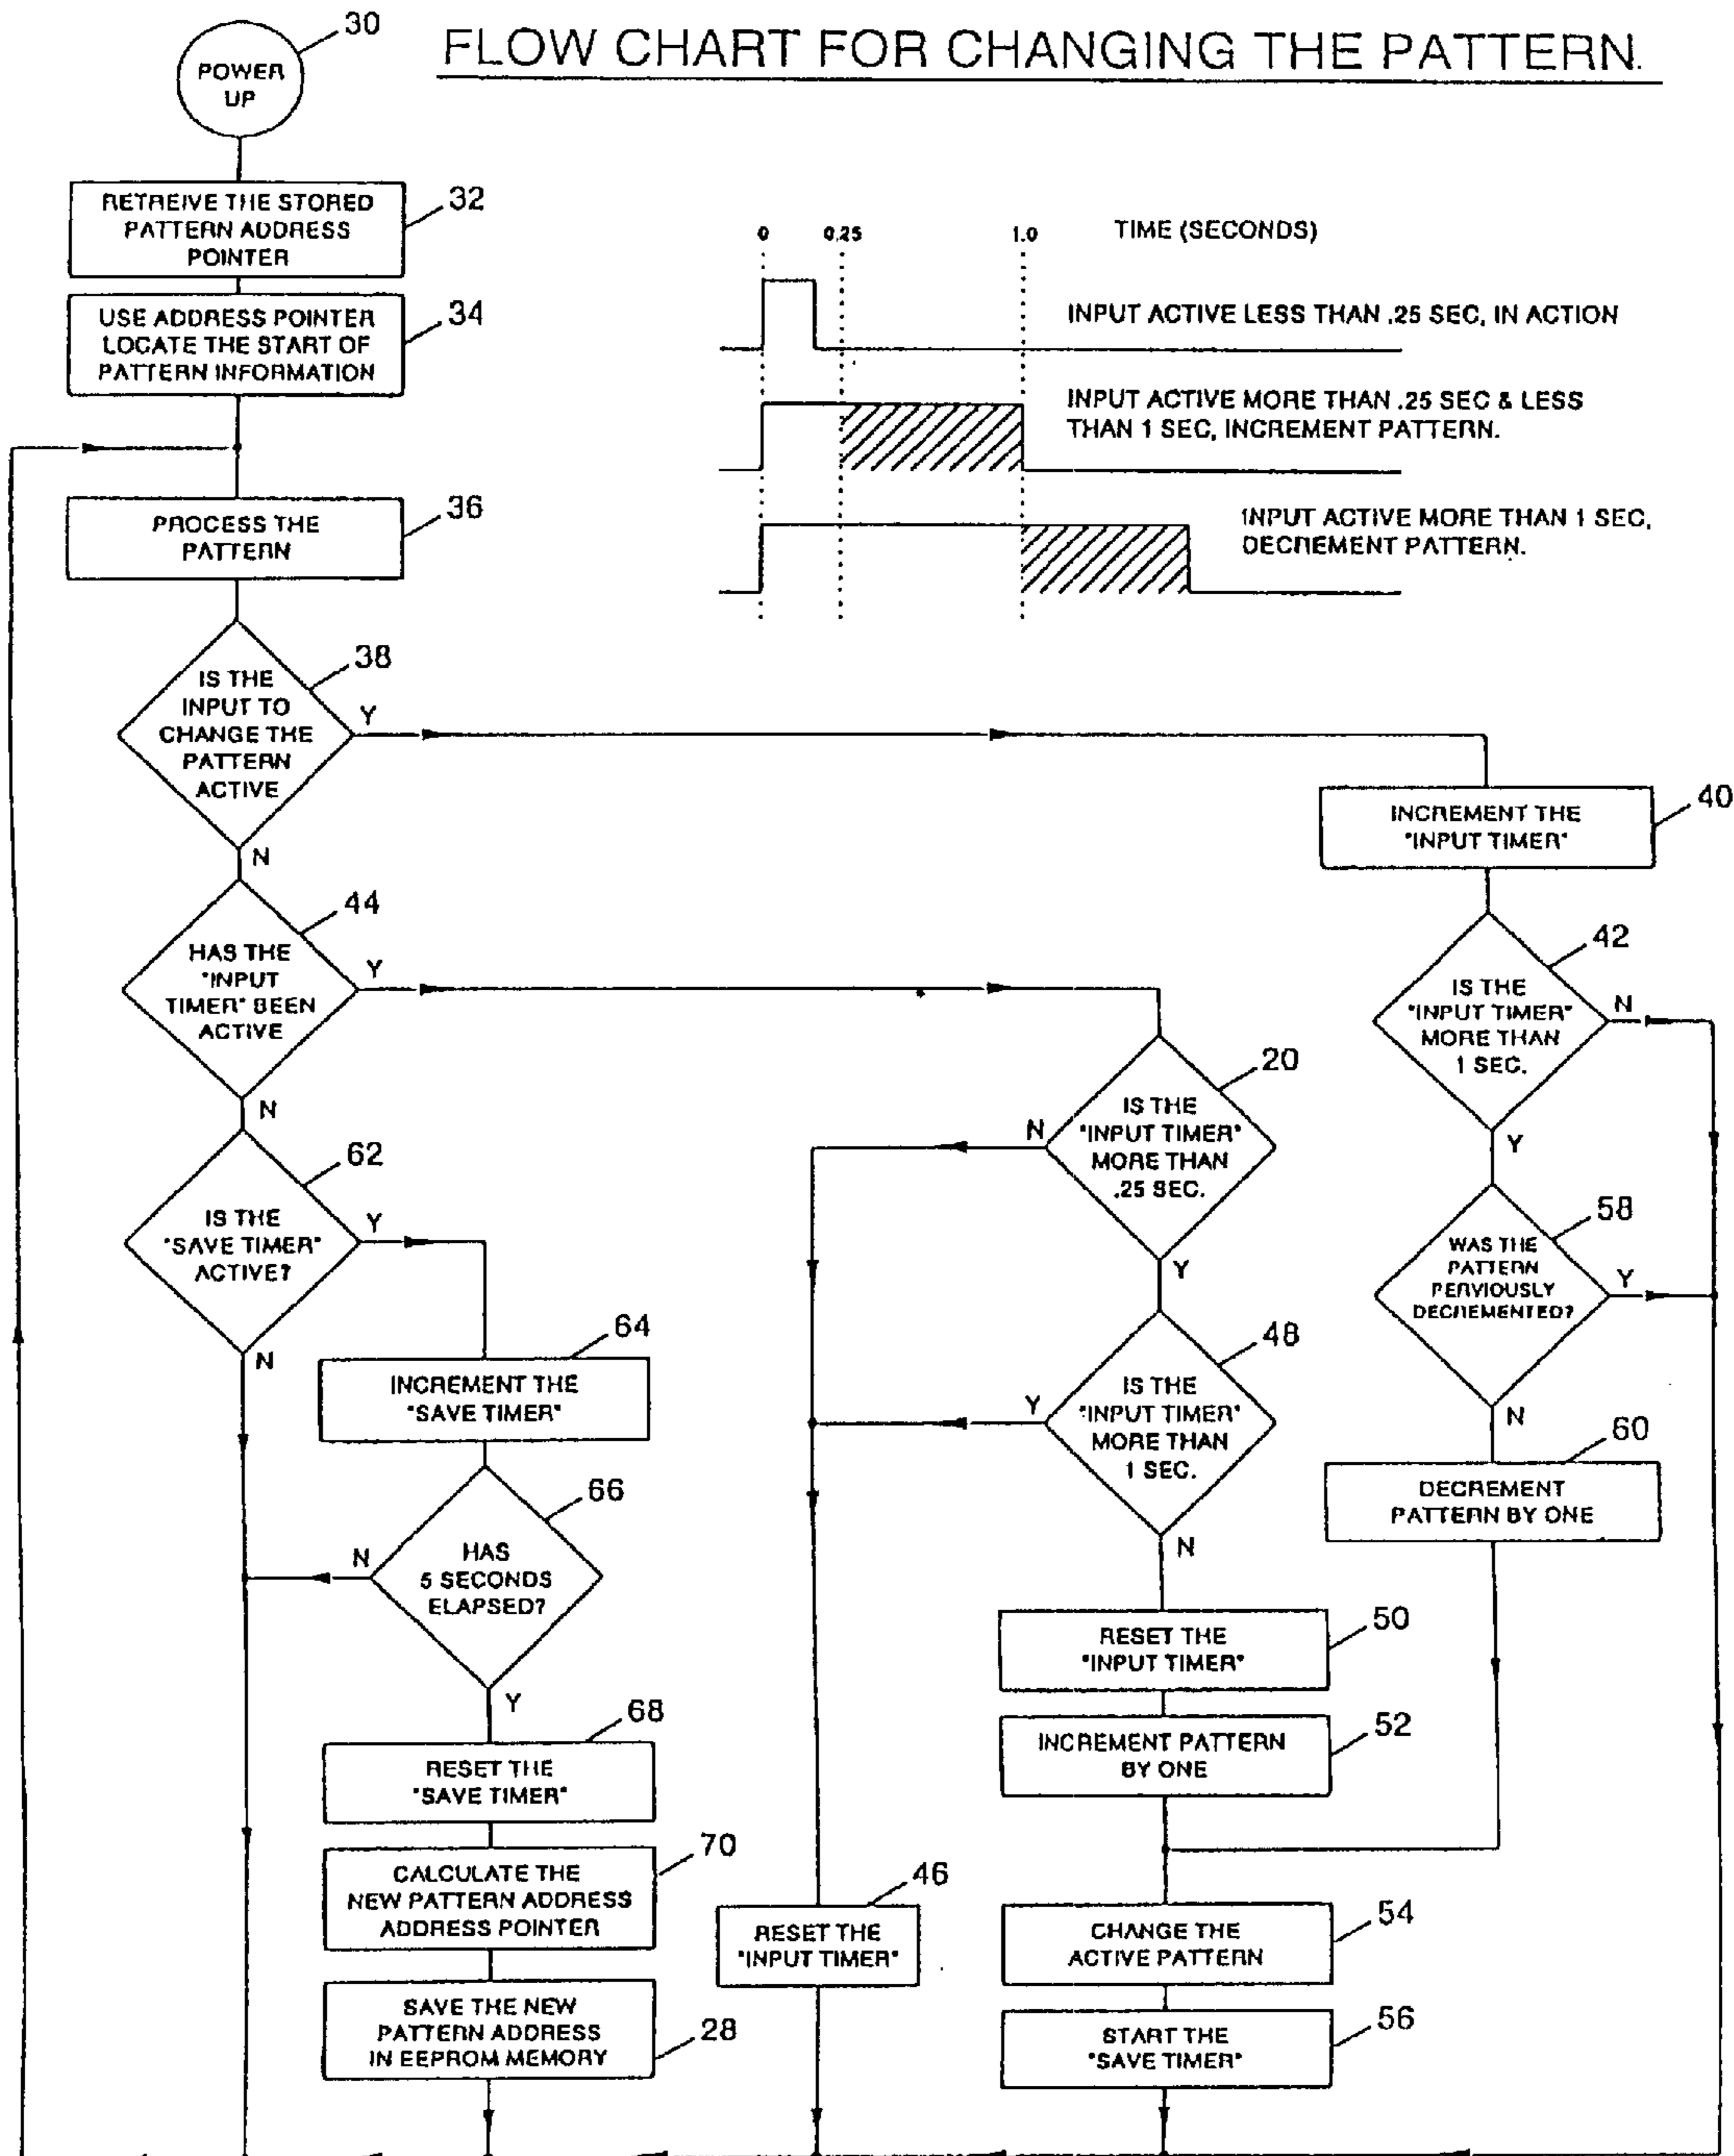 30
FLOW CHART FOR CHANGING THE PATTERN.
POWER
UP
32
RETREIVE THE STORED
PATTERN ADDRESS
POINTER
34
USE ADDRESS POINTER
LOCATE THE START OF
PATTERN INFORMATION
0 0.25 1.0 TIME (SECONDS)
INPUT ACTIVE LESS THAN .25 SEC, IN ACTION
INPUT ACTIVE MORE THAN .25 SEC & LESS
THAN 1 SEC, INCREMENT PATTERN.
INPUT ACTIVE MORE THAN 1 SEC,
DECREMENT PATTERN.
36
PROCESS THE
PATTERN
38
IS THE
INPUT TO
CHANGE THE
PATTERN
ACTIVE
Y
N
40
INCREMENT THE
"INPUT TIMER"
44
HAS THE
"INPUT
TIMER" BEEN
ACTIVE
Y
N
42
IS THE
"INPUT TIMER"
MORE THAN
1 SEC.
N
Y
20
IS THE
"INPUT TIMER"
MORE THAN
.25 SEC.
N
Y
62
IS THE
"SAVE TIMER"
ACTIVE?
Y
N
58
WAS THE
PATTERN
PERVIOUSLY
DECREMENTED?
Y
N
64
INCREMENT THE
"SAVE TIMER"
48
IS THE
"INPUT TIMER"
MORE THAN
1 SEC.
Y
N
60
DECREMENT
PATTERN BY ONE
66
HAS
5 SECONDS
ELAPSED?
N
Y
50
RESET THE
"INPUT TIMER"
52
INCREMENT PATTERN
BY ONE
68
RESET THE
"SAVE TIMER"
70
CALCULATE THE
NEW PATTERN ADDRESS
ADDRESS POINTER
46
RESET THE
"INPUT TIMER"
54
CHANGE THE
ACTIVE PATTERN
28
SAVE THE NEW
PATTERN ADDRESS
IN EEPROM MEMORY
56
START THE
"SAVE TIMER"